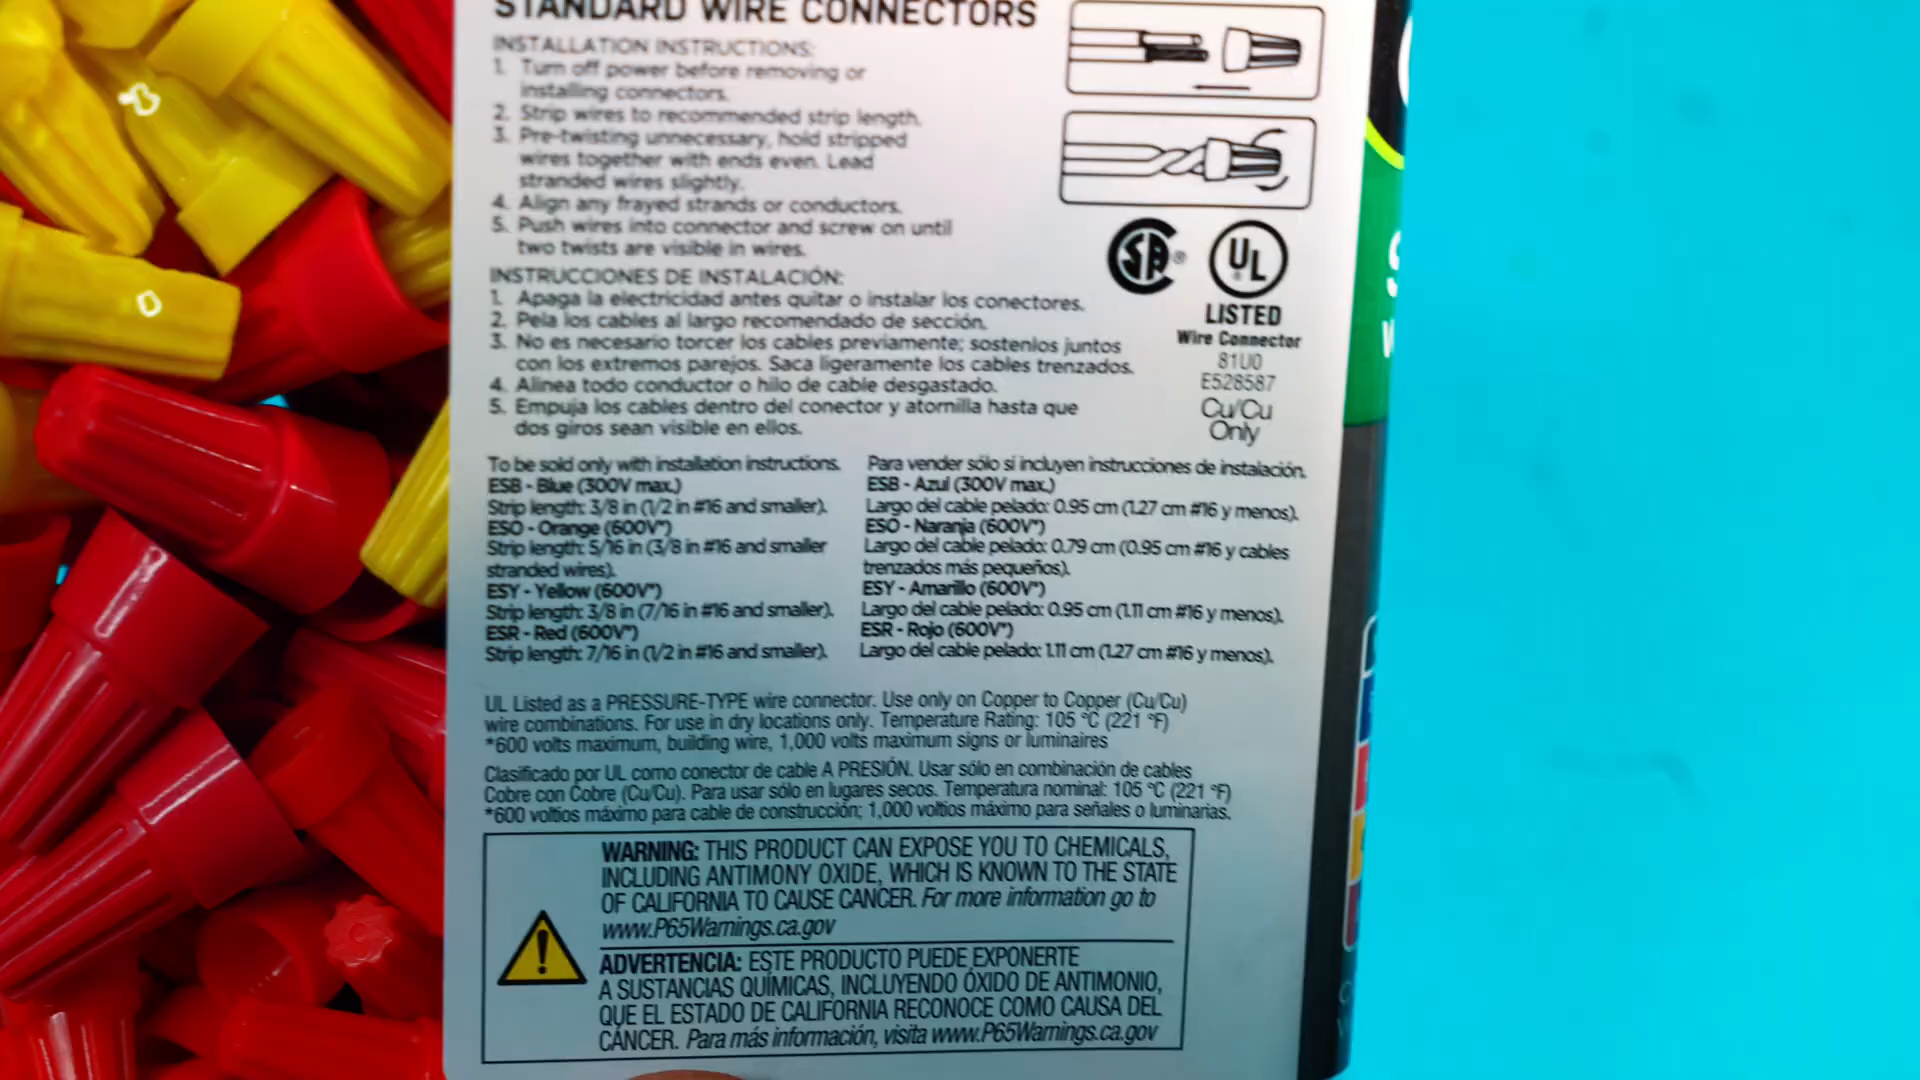 STANDARD WIRE CONNECTORS
INSTALLATION INSTRUCTIONS:
1. Turn off power before removing or
installing connectors.
2. Strip wires to recommended strip length.
3. Pre-twisting unnecessary, hold stripped
wires together with ends even. Lead
stranded wires slightly.
4. Align any frayed strands or conductors.
5. Push wires into connector and screw on until
two twists are visible in wires.
INSTRUCCIONES DE INSTALACIÓN:
1. Apaga la electricidad antes quitar o instalar los conectores.
2. Pela los cables al largo recomendado de sección.
3. No es necesario torcer los cables previamente; sostenlos juntos
con los extremos parejos. Saca ligeramente los cables trenzados.
4. Alinea todo conductor o hilo de cable desgastado.
5. Empuja los cables dentro del conector y atornilla hasta que
dos giros sean visible en ellos.
SA®
UL
LISTED
Wire Connector
81U0
E528587
Cu/Cu
Only
To be sold only with installation instructions.
ESB - Blue (300V max.)
Strip length: 3/8 in (1/2 in #16 and smaller).
ESO - Orange (600V*)
Strip length: 5/16 in (3/8 in #16 and smaller
stranded wires).
ESY - Yellow (600V*)
Strip length: 3/8 in (7/16 in #16 and smaller).
ESR - Red (600V*)
Strip length: 7/16 in (1/2 in #16 and smaller).
Para vender sólo si incluyen instrucciones de instalación.
ESB - Azul (300V max.)
Largo del cable pelado: 0.95 cm (1.27 cm #16 y menos).
ESO - Naranja (600V*)
Largo del cable pelado: 0.79 cm (0.95 cm #16 y cables
trenzados más pequeños).
ESY - Amarillo (600V*)
Largo del cable pelado: 0.95 cm (1.11 cm #16 y menos).
ESR - Rojo (600V*)
Largo del cable pelado: 1.11 cm (1.27 cm #16 y menos).
UL Listed as a PRESSURE-TYPE wire connector. Use only on Copper to Copper (Cu/Cu)
wire combinations. For use in dry locations only. Temperature Rating: 105 °C (221 °F)
*600 volts maximum, building wire, 1,000 volts maximum signs or luminaires
Clasificado por UL como conector de cable A PRESIÓN. Usar sólo en combinación de cables
Cobre con Cobre (Cu/Cu). Para usar sólo en lugares secos. Temperatura nominal: 105 °C (221 °F)
*600 voltios máximo para cable de construcción; 1,000 voltios máximo para señales o luminarias.
WARNING: THIS PRODUCT CAN EXPOSE YOU TO CHEMICALS,
INCLUDING ANTIMONY OXIDE, WHICH IS KNOWN TO THE STATE
OF CALIFORNIA TO CAUSE CANCER. For more information go to
www.P65Warnings.ca.gov
ADVERTENCIA: ESTE PRODUCTO PUEDE EXPONERTE
A SUSTANCIAS QUÍMICAS, INCLUYENDO ÓXIDO DE ANTIMONIO,
QUE EL ESTADO DE CALIFORNIA RECONOCE COMO CAUSA DEL
CÁNCER. Para más información, visita www.P65Warnings.ca.gov